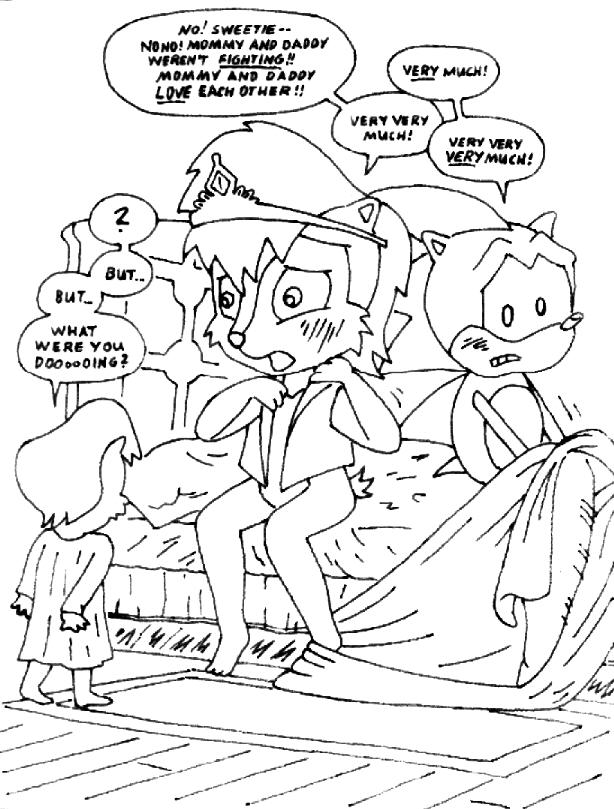 NO! SWEETIE--
NONO! MOMMY AND DADDY
WEREN'T FIGHTING!!
MOMMY AND DADDY
LOVE EACH OTHER!!
VERY VERY
MUCH!
VERY MUCH!
VERY VERY
VERY MUCH!
?
BUT..
BUT..
WHAT
WERE YOU
DOOOOOING?